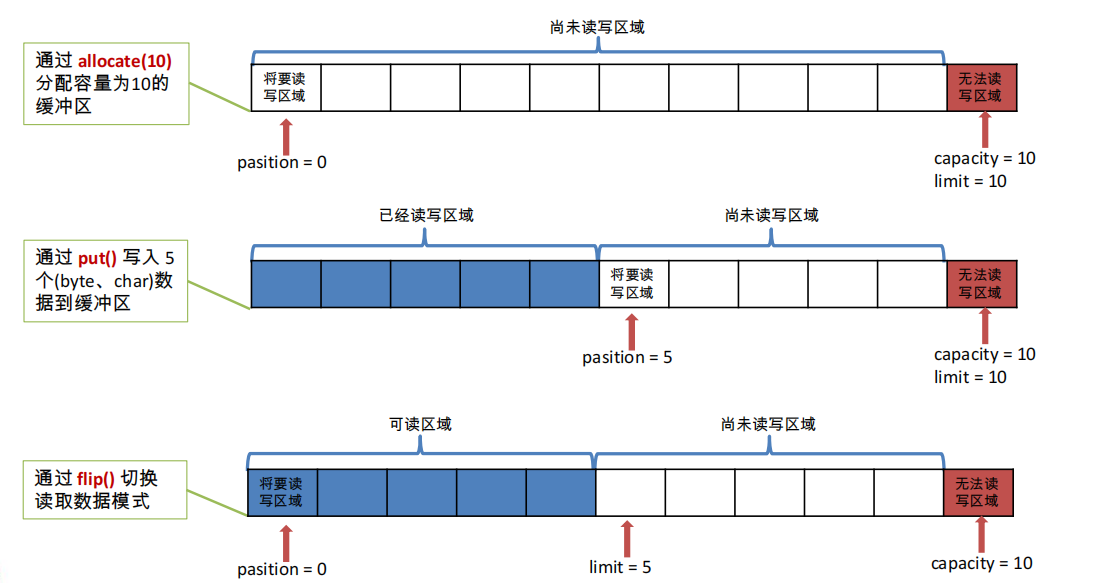 尚未读写区域
通过 allocate(10)
分配容量为10的
缓冲区
将要读
写区域
无法读
写区域
pasition = 0
capacity = 10
limit = 10
已经读写区域
尚未读写区域
通过 put() 写入 5
个(byte、char)数
据到缓冲区
将要读
写区域
无法读
写区域
pasition = 5
capacity = 10
limit = 10
可读区域
尚未读写区域
通过 flip() 切换
读取数据模式
将要读
写区域
无法读
写区域
pasition = 0
limit = 5
capacity = 10